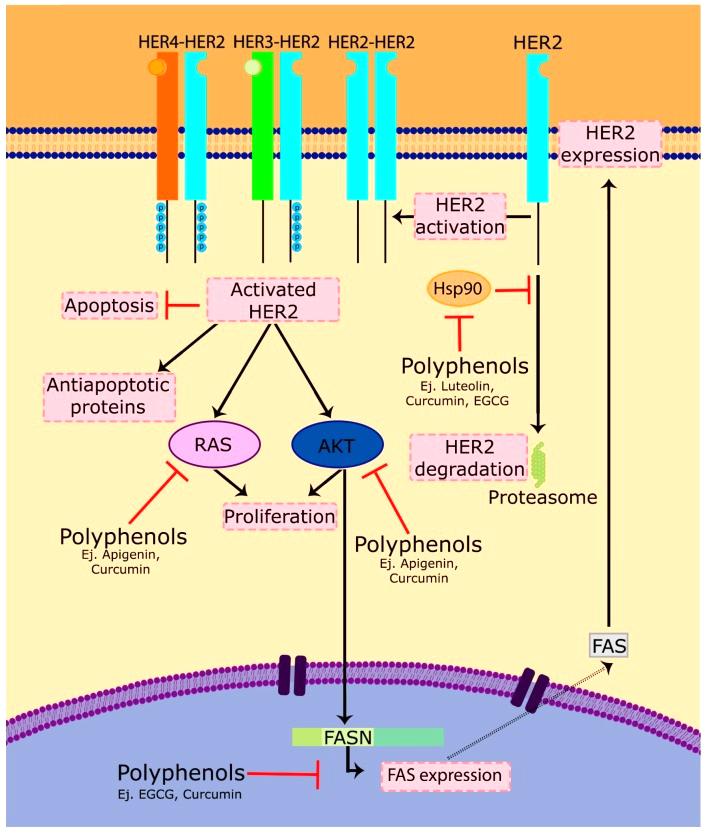 HER4-HER2 HER3-HER2 HER2-HER2 HER2
HER2
expression
HER2
activation
P P
P P P
P P P
P P P
P P P
Activated
HER2
Apoptosis
Hsp90
Polyphenols
Ej. Luteolin,
Curcumin, EGCG
Antiapoptotic
proteins
RAS
AKT
HER2
degradation
Proteasome
Proliferation
Polyphenols
Ej. Apigenin,
Curcumin
Polyphenols
Ej. Apigenin,
Curcumin
FAS
FASN
Polyphenols
Ej. EGCG, Curcumin
FAS expression